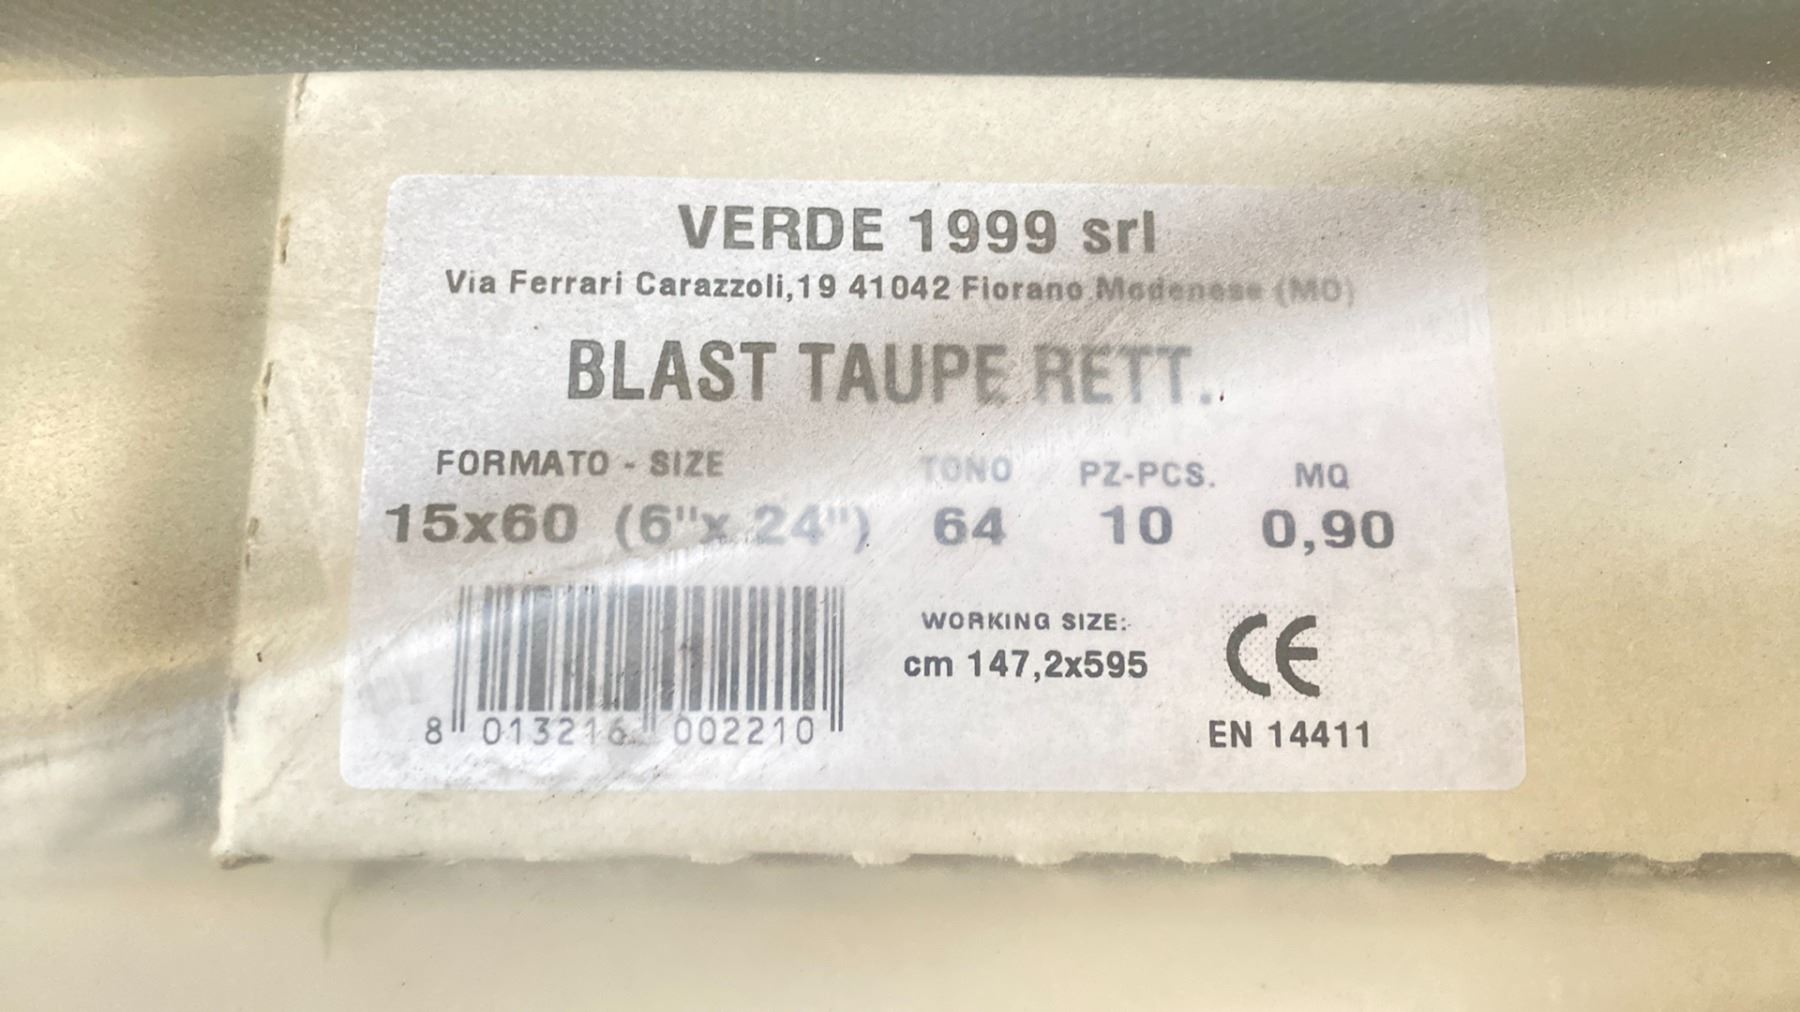 VERDE 1999 srl
Via Ferrari Carazzoli,19 41042 Fiorano Modenese (MO)
BLAST TAUPE RETT..
FORMATO - SIZE TONO PZ-PCS. MQ
15x60 (6"x 24") 64 10 0,90
WORKING SIZE:
cm 147,2x595
CE
8 013216 002210
EN 14411